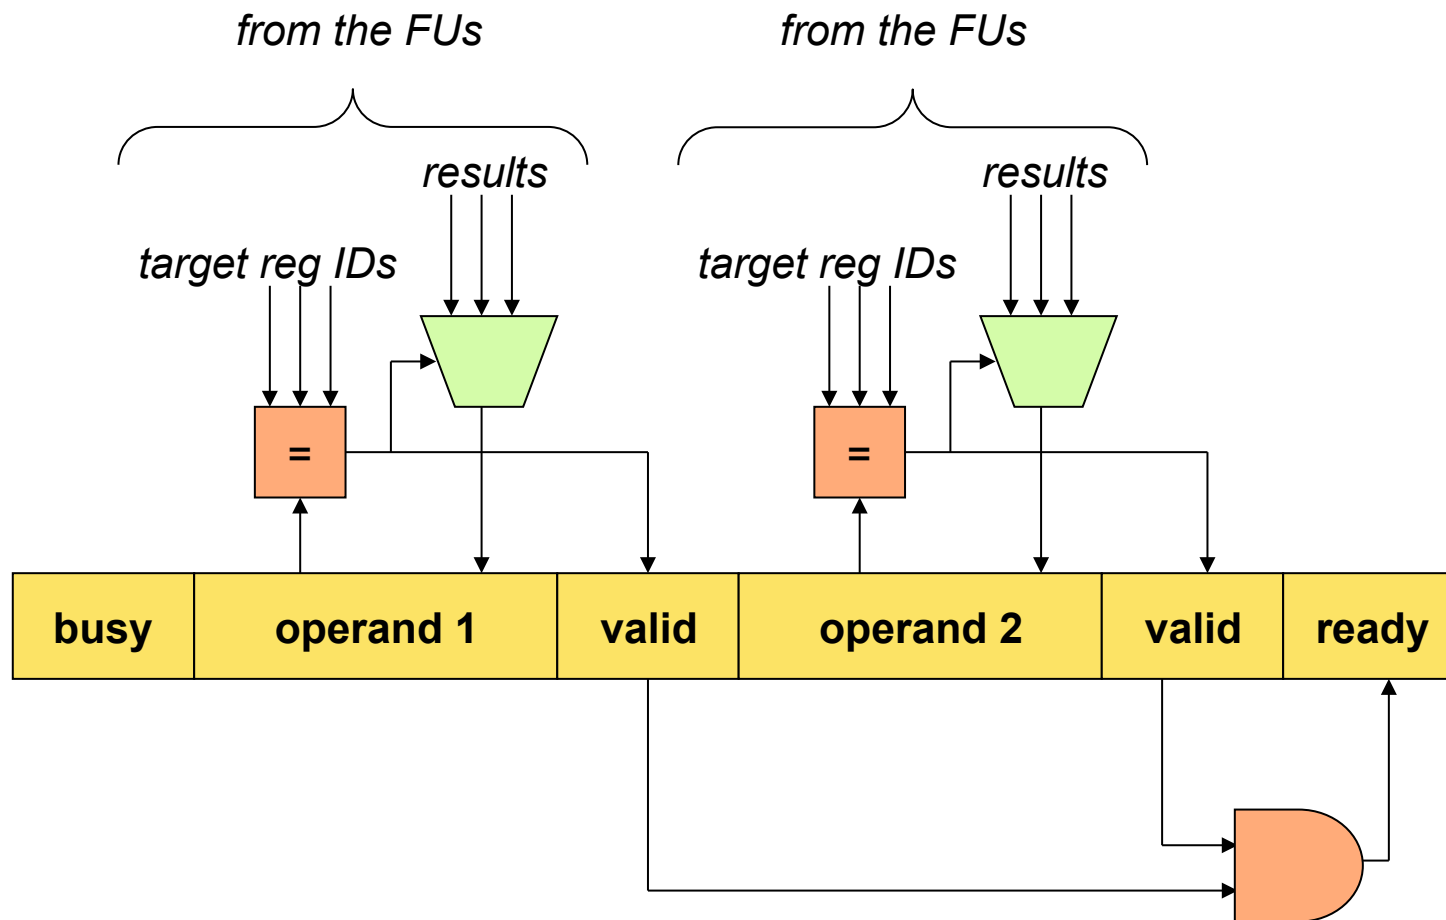 from the FUs
from the FUs
results
results
target reg IDs
target reg IDs
=
=
busy
operand 1
valid
operand 2
valid
ready